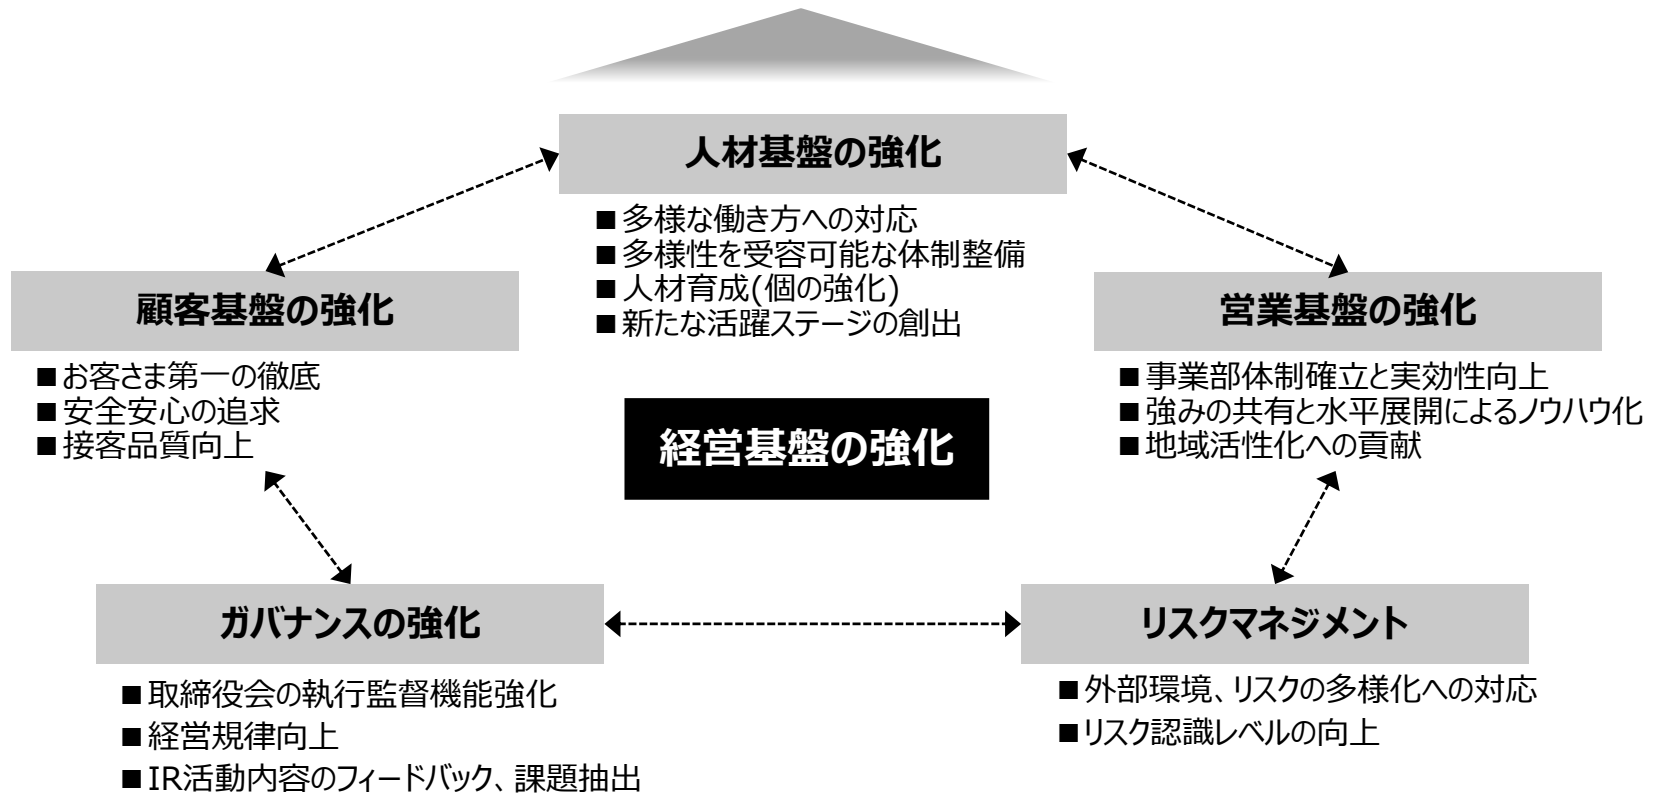 人材基盤の強化
■多様な働き方への対応
■多様性を受容可能な体制整備
■人材育成(個の強化)
■新たな活躍ステージの創出
顧客基盤の強化
■お客さま第一の徹底
■安全安心の追求
■接客品質向上
営業基盤の強化
■事業部体制確立と実効性向上
■強みの共有と水平展開によるノウハウ化
■地域活性化への貢献
経営基盤の強化
ガバナンスの強化
■取締役会の執行監督機能強化
■経営規律向上
■IR活動内容のフィードバック、課題抽出
リスクマネジメント
■外部環境、リスクの多様化への対応
■リスク認識レベルの向上